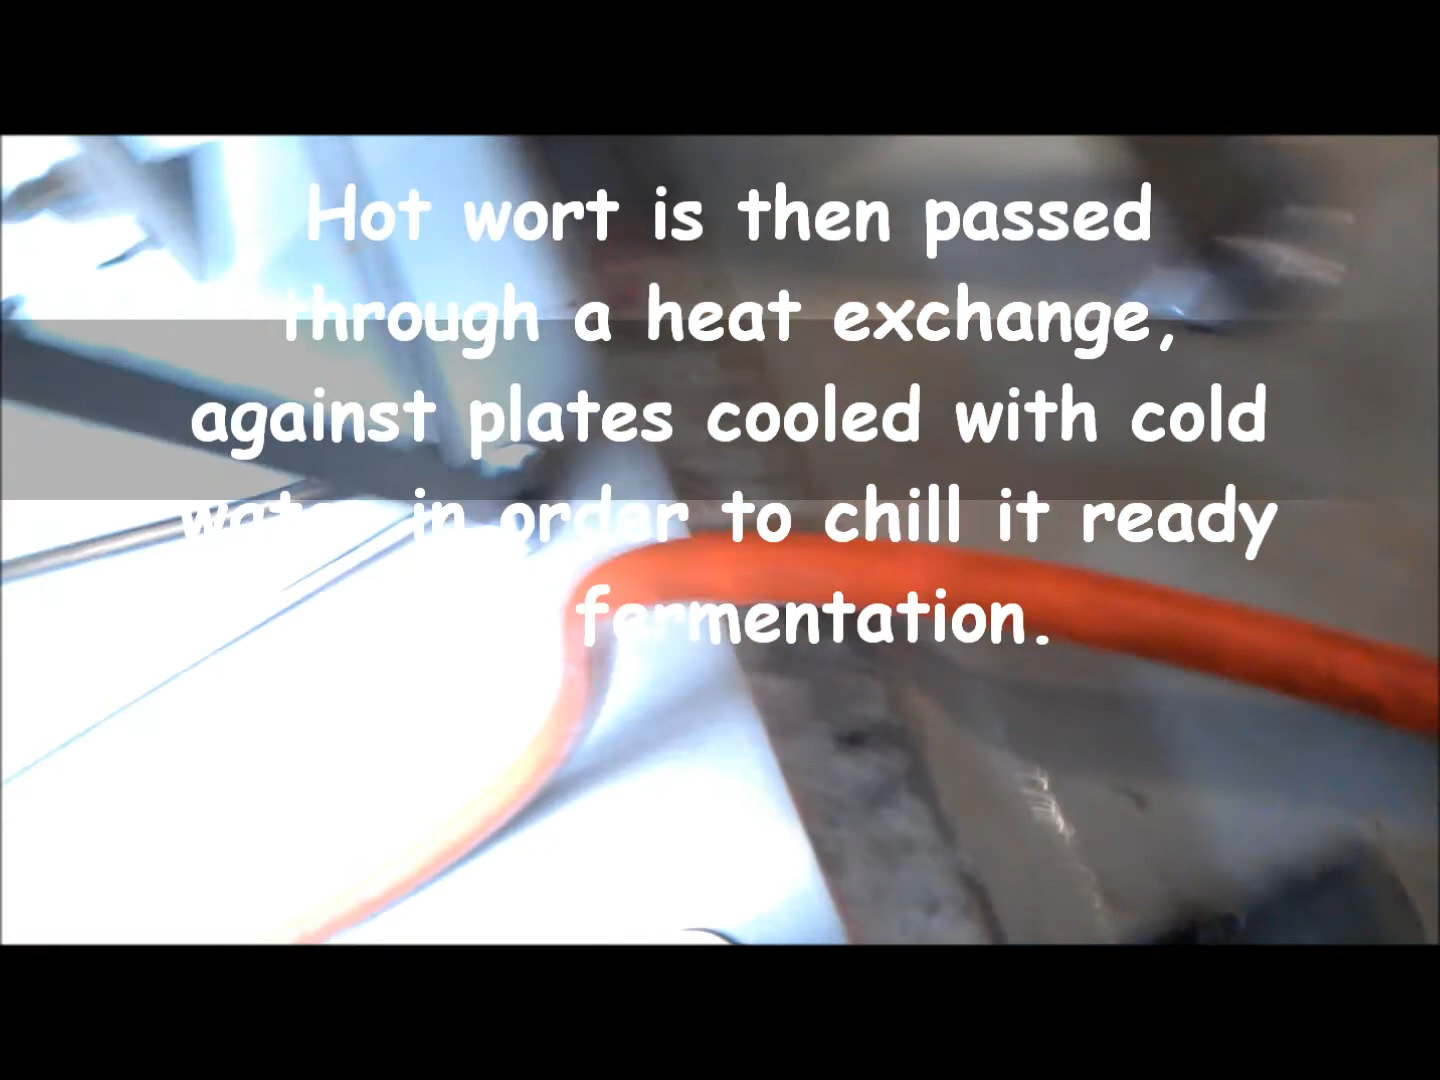 Hot wort is then passed
through a heat exchange,
against plates cooled with cold
water in order to chill it ready
fermentation.